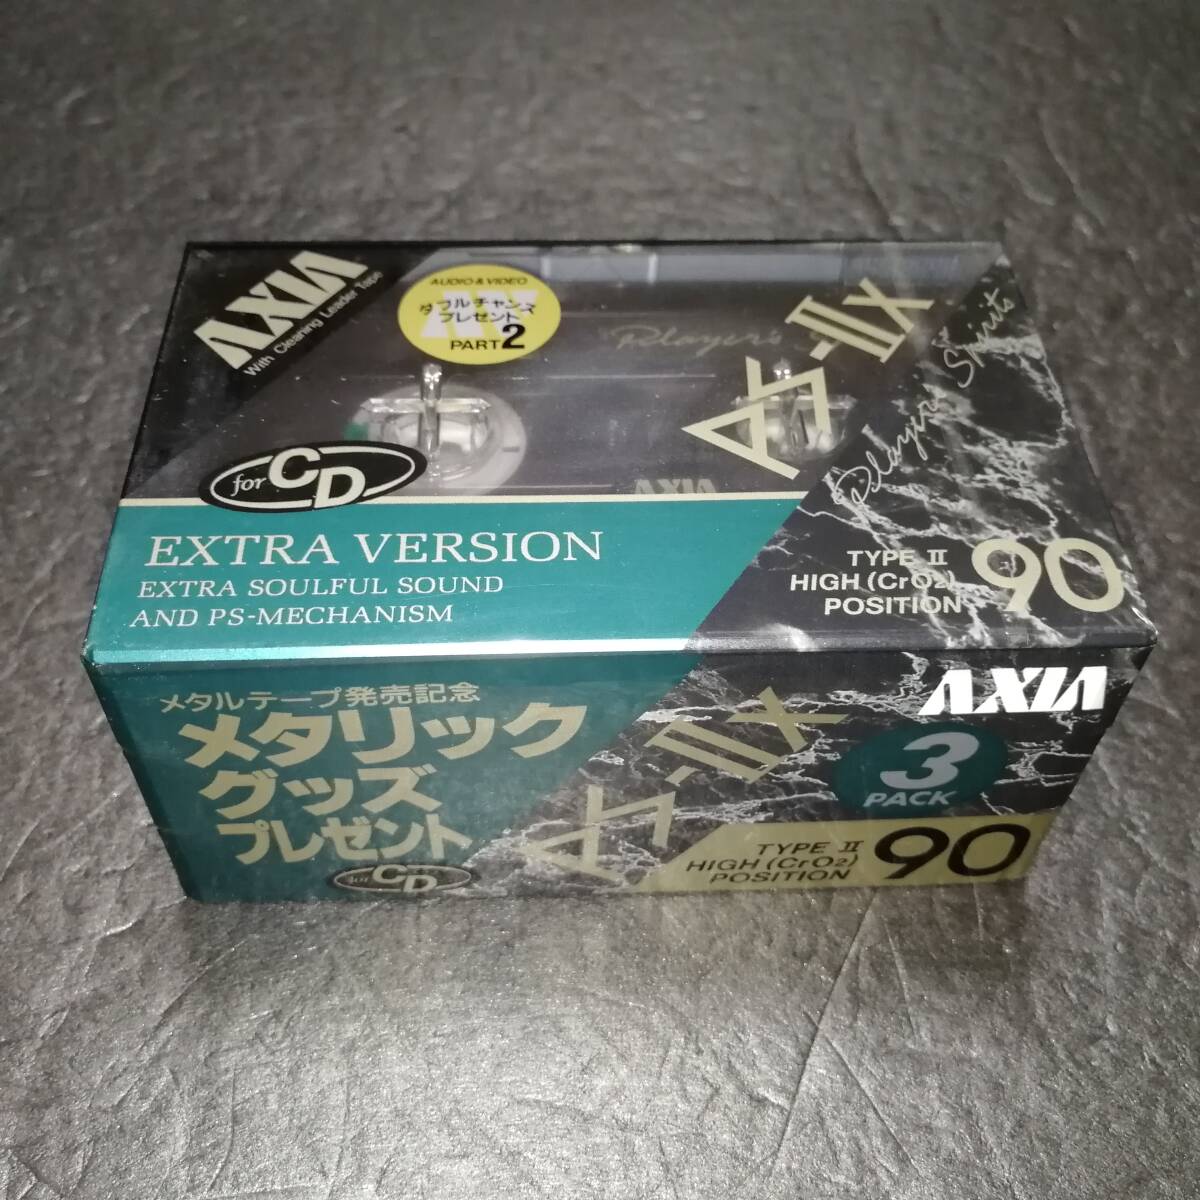 AXIA
With Cleaning Leader Tape
AUDIO & VIDEO
ダブルチャンス
プレゼント
PART2
Player's
PS-IIx
Player's Spirits
AXIA
for CD
EXTRA VERSION
EXTRA SOULFUL SOUND
AND PS-MECHANISM
TYPE II
HIGH (CrO2)
POSITION
90
メタルテープ発売記念
メタリック
グッズ
プレゼント
for CD
PS-IIx
AXIA
3
PACK
TYPE II
HIGH (CrO2)
POSITION
90